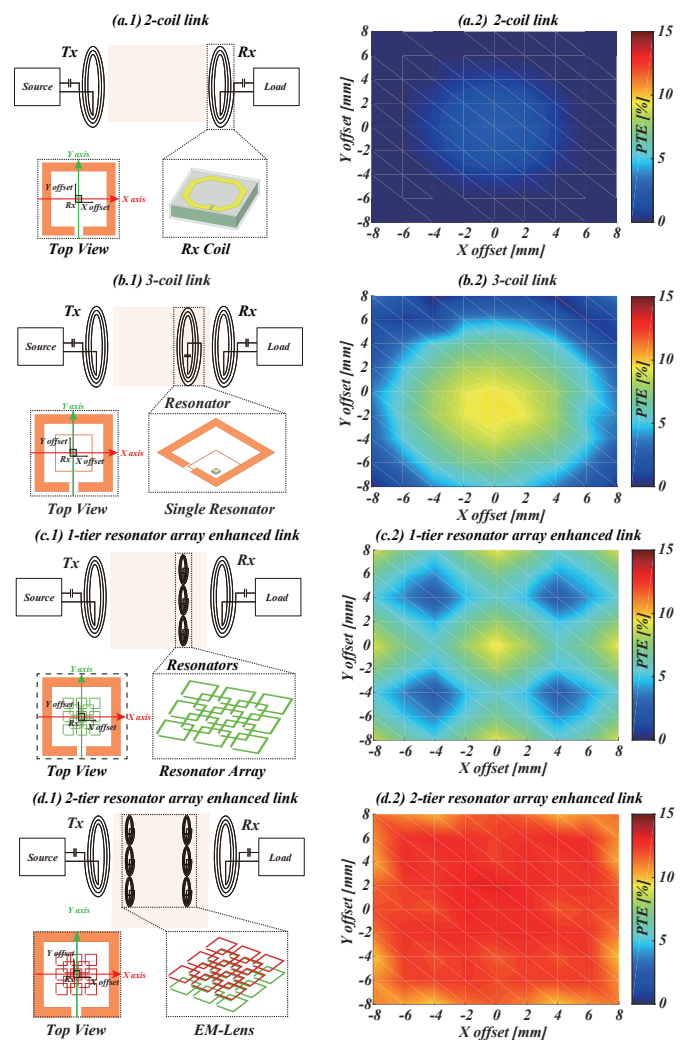 (a.1) 2-coil link
Tx
Rx
Source
Load
Y axis
Y offset
X offset
Rx
X axis
Top View
Rx Coil
(a.2) 2-coil link
8
6
4
2
0
-2
-4
-6
-8
Y offset [mm]
-8 -6 -4 -2 0 2 4 6 8
X offset [mm]
15
10
5
0
PTE [%]
(b.1) 3-coil link
Tx
Rx
Source
Load
Resonator
Y axis
Y offset
X offset
Rx
X axis
Top View
Single Resonator
(b.2) 3-coil link
8
6
4
2
0
-2
-4
-6
-8
Y offset [mm]
-8 -6 -4 -2 0 2 4 6 8
X offset [mm]
15
10
5
0
PTE [%]
(c.1) 1-tier resonator array enhanced link
Tx
Rx
Source
Load
Resonators
Y axis
Y offset
X offset
Rx
X axis
Top View
Resonator Array
(c.2) 1-tier resonator array enhanced link
8
6
4
2
0
-2
-4
-6
-8
Y offset [mm]
-8 -6 -4 -2 0 2 4 6 8
X offset [mm]
15
10
5
0
PTE [%]
(d.1) 2-tier resonator array enhanced link
Tx
Rx
Source
Load
Y axis
Y offset
X offset
Rx
X axis
Top View
EM-Lens
(d.2) 2-tier resonator array enhanced link
8
6
4
2
0
-2
-4
-6
-8
Y offset [mm]
-8 -6 -4 -2 0 2 4 6 8
X offset [mm]
15
10
5
0
PTE [%]